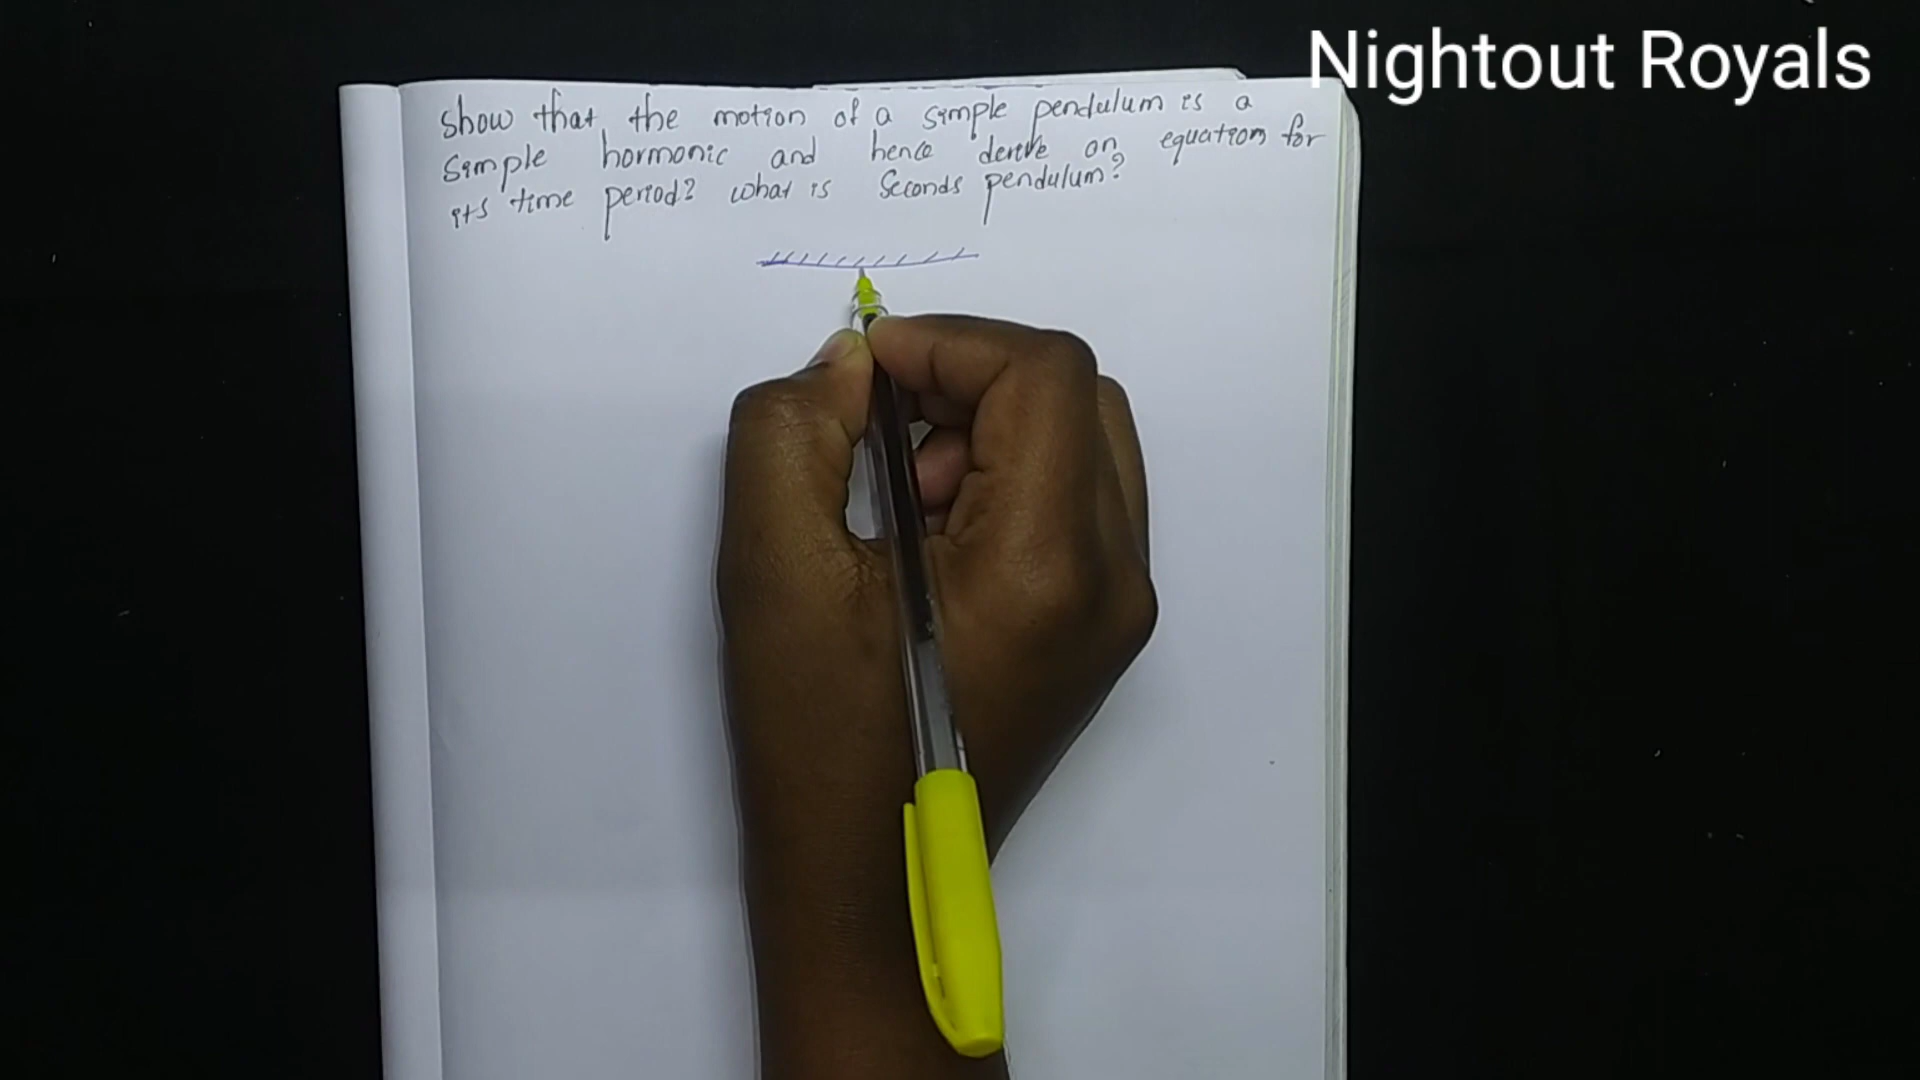 Nightout Royals
Show that the motion of a simple pendulum is a
simple hormonic and hence derive an equation for
its time period? what is Seconds pendulum?